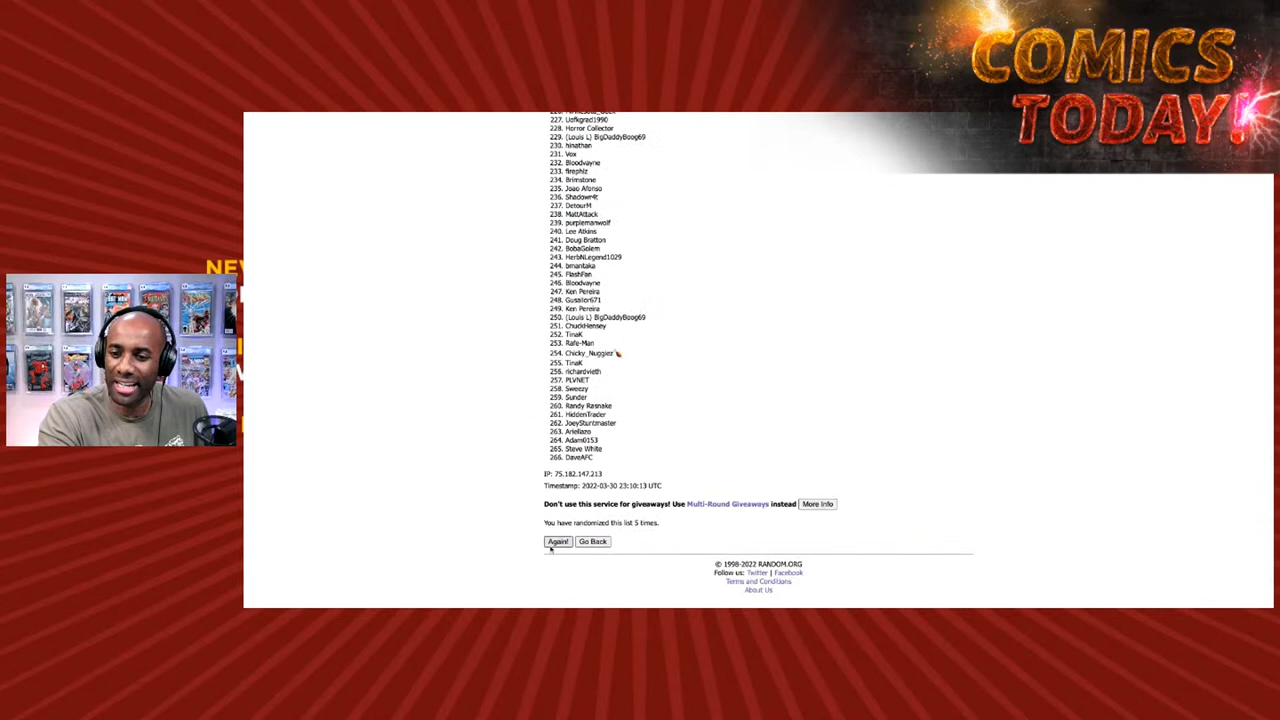 COMICS
TODAY!
227. Uofkgrad1990
228. Horror Collector
229. (Louis L) BigDaddyBoog69
230. hinathan
231. Vox
232. Bloodvayne
233. firephlz
234. Brimstone
235. Joao Afonso
236. Shadowr4t
237. DetourM
238. MattAttack
239. purplemanwolf
240. Lee Atkins
241. Doug Bratton
242. BobaGolem
243. HerbNLegend1029
244. bmantaka
245. FlashFan
246. Bloodvayne
247. Ken Pereira
248. Gusailor671
249. Ken Pereira
250. (Louis L) BigDaddyBoog69
251. ChuckHensey
252. TinaK
253. Rafe-Man
254. Chicky_Nuggiez
255. TinaK
256. richardvieth
257. PLVNET
258. Sweezy
259. Sunder
260. Randy Rasnake
261. HiddenTrader
262. JoeyStuntmaster
263. Ariellazo
264. Adam0153
265. Steve White
266. DaveAFC
IP: 75.182.147.213
Timestamp: 2022-03-30 23:10:13 UTC
Don't use this service for giveaways! Use Multi-Round Giveaways instead More Info
You have randomized this list 5 times.
Again! Go Back
© 1998-2022 RANDOM.ORG
Follow us: Twitter | Facebook
Terms and Conditions
About Us